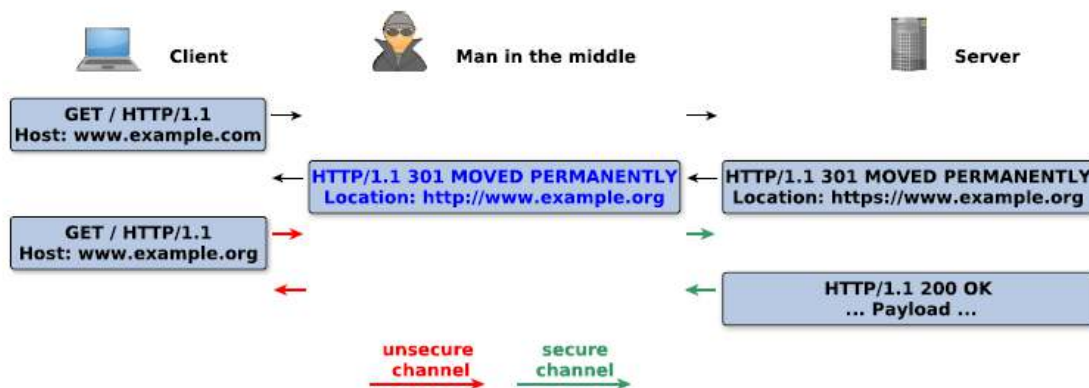 Client
Man in the middle
Server
GET / HTTP/1.1
Host: www.example.com
HTTP/1.1 301 MOVED PERMANENTLY
Location: http://www.example.org
HTTP/1.1 301 MOVED PERMANENTLY
Location: https://www.example.org
GET / HTTP/1.1
Host: www.example.org
HTTP/1.1 200 OK
... Payload ...
unsecure
channel
secure
channel